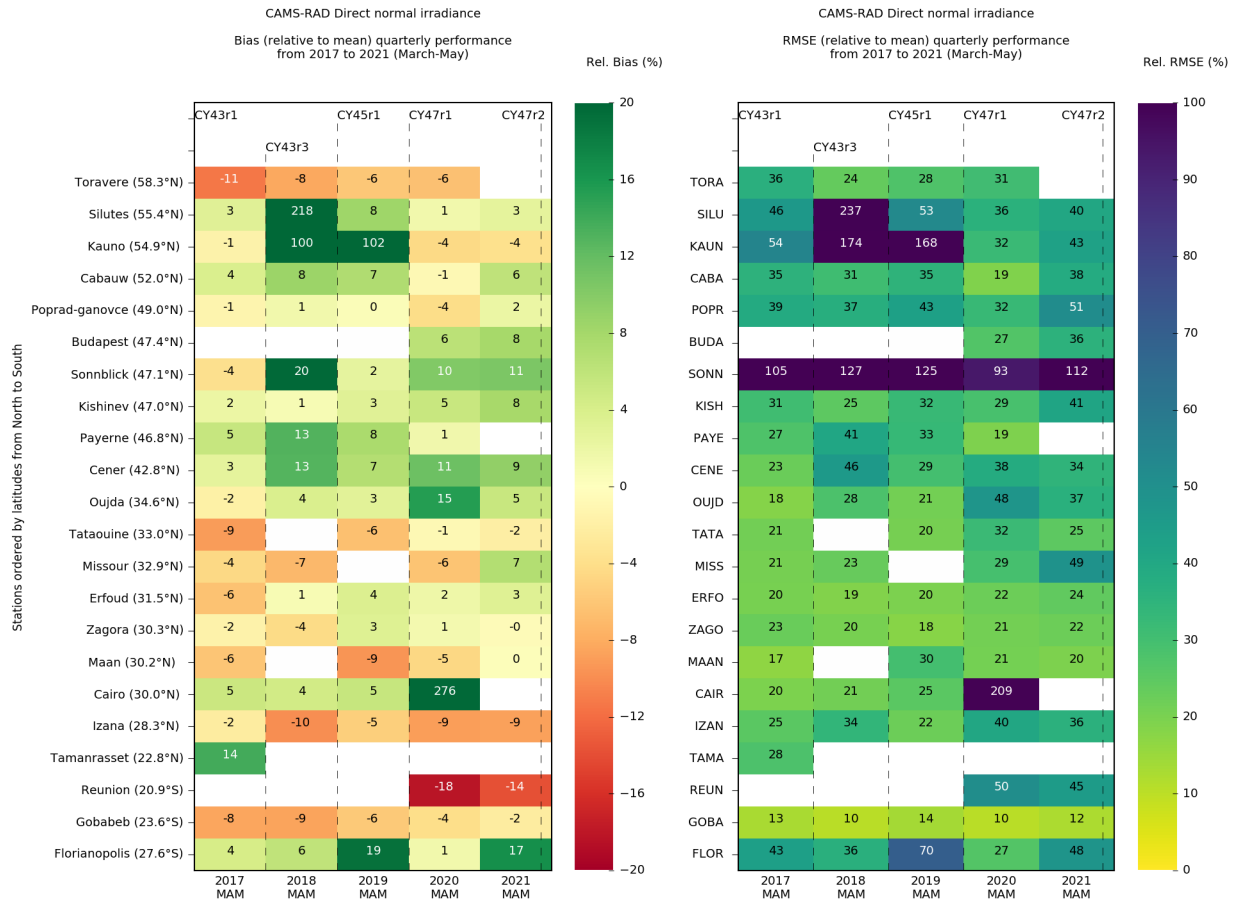 CAMS-RAD Direct normal irradiance
Bias (relative to mean) quarterly performance
from 2017 to 2021 (March-May)
Rel. Bias (%)
CY43r1 CY45r1 CY47r1 CY47r2
CY43r3
Stations ordered by latitudes from North to South
Toravere (58.3°N) -11 -8 -6 -6
Silutes (55.4°N) 3 218 8 1 3
Kauno (54.9°N) -1 100 102 -4 -4
Cabauw (52.0°N) 4 8 7 -1 6
Poprad-ganovce (49.0°N) -1 1 0 -4 2
Budapest (47.4°N) 6 8
Sonnblick (47.1°N) -4 20 2 10 11
Kishinev (47.0°N) 2 1 3 5 8
Payerne (46.8°N) 5 13 8 1
Cener (42.8°N) 3 13 7 11 9
Oujda (34.6°N) -2 4 3 15 5
Tataouine (33.0°N) -9 -6 -1 -2
Missour (32.9°N) -4 -7 -6 7
Erfoud (31.5°N) -6 1 4 2 3
Zagora (30.3°N) -2 -4 3 1 -0
Maan (30.2°N) -6 -9 -5 0
Cairo (30.0°N) 5 4 5 276
Izana (28.3°N) -2 -10 -5 -9 -9
Tamanrasset (22.8°N) 14
Reunion (20.9°S) -18 -14
Gobabeb (23.6°S) -8 -9 -6 -4 -2
Florianopolis (27.6°S) 4 6 19 1 17
2017 2018 2019 2020 2021
MAM MAM MAM MAM MAM
20
16
12
8
4
0
−4
−8
−12
−16
−20
CAMS-RAD Direct normal irradiance
RMSE (relative to mean) quarterly performance
from 2017 to 2021 (March-May)
Rel. RMSE (%)
CY43r1 CY45r1 CY47r1 CY47r2
CY43r3
TORA 36 24 28 31
SILU 46 237 53 36 40
KAUN 54 174 168 32 43
CABA 35 31 35 19 38
POPR 39 37 43 32 51
BUDA 27 36
SONN 105 127 125 93 112
KISH 31 25 32 29 41
PAYE 27 41 33 19
CENE 23 46 29 38 34
OUJD 18 28 21 48 37
TATA 21 20 32 25
MISS 21 23 29 49
ERFO 20 19 20 22 24
ZAGO 23 20 18 21 22
MAAN 17 30 21 20
CAIR 20 21 25 209
IZAN 25 34 22 40 36
TAMA 28
REUN 50 45
GOBA 13 10 14 10 12
FLOR 43 36 70 27 48
2017 2018 2019 2020 2021
MAM MAM MAM MAM MAM
100
90
80
70
60
50
40
30
20
10
0